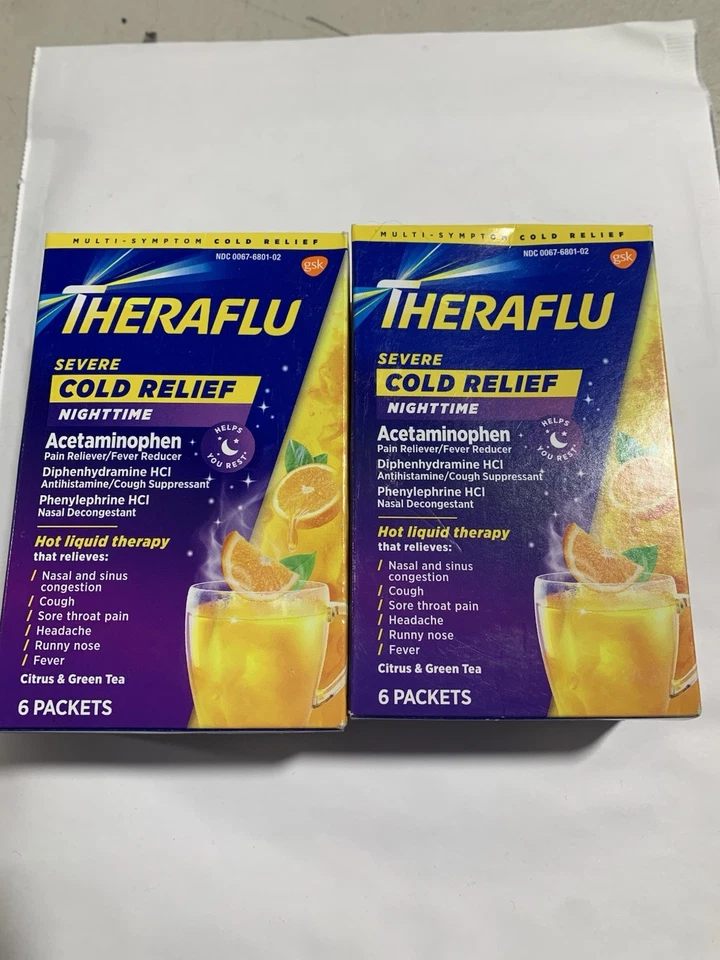 MULTI-SYMPTOM COLD RELIEF
NDC 0067-6801-02
gsk
THERAFLU
SEVERE
COLD RELIEF
NIGHTTIME
HELPS
YOU REST*
Acetaminophen
Pain Reliever/Fever Reducer
Diphenhydramine HCl
Antihistamine/Cough Suppressant
Phenylephrine HCl
Nasal Decongestant
Hot liquid therapy
that relieves:
/ Nasal and sinus
congestion
/ Cough
/ Sore throat pain
/ Headache
/ Runny nose
/ Fever
Citrus & Green Tea
6 PACKETS
MULTI-SYMPTOM COLD RELIEF
NDC 0067-6801-02
gsk
THERAFLU
SEVERE
COLD RELIEF
NIGHTTIME
HELPS
YOU REST*
Acetaminophen
Pain Reliever/Fever Reducer
Diphenhydramine HCl
Antihistamine/Cough Suppressant
Phenylephrine HCl
Nasal Decongestant
Hot liquid therapy
that relieves:
/ Nasal and sinus
congestion
/ Cough
/ Sore throat pain
/ Headache
/ Runny nose
/ Fever
Citrus & Green Tea
6 PACKETS